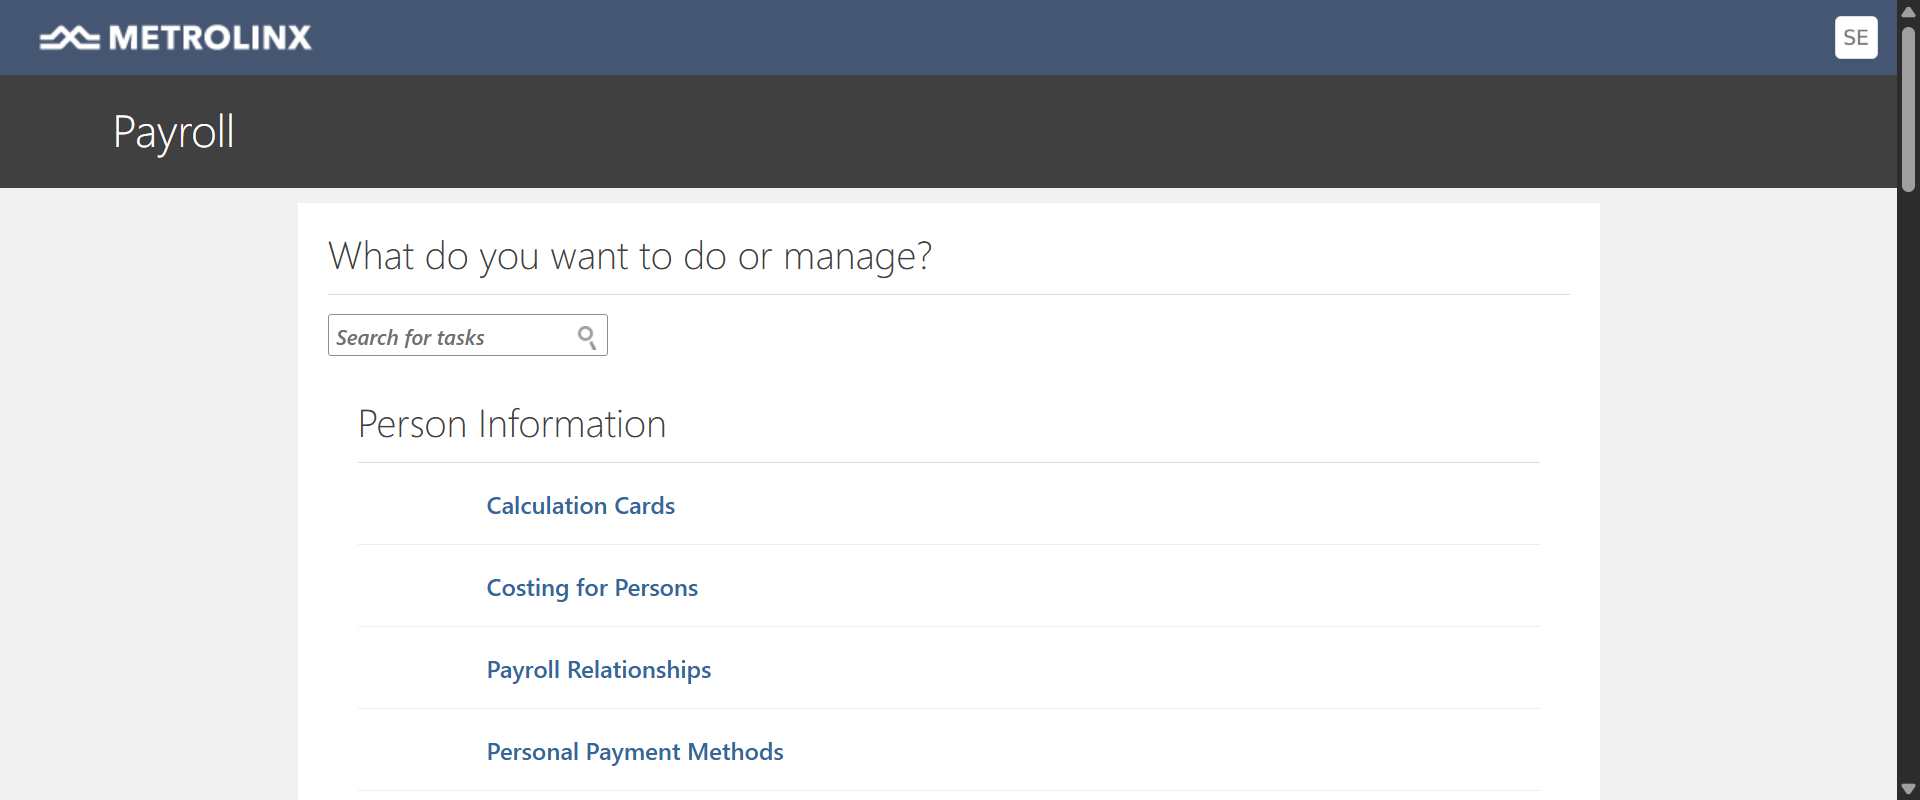 METROLINX
SE
Payroll
What do you want to do or manage?
Search for tasks
Person Information
Calculation Cards
Costing for Persons
Payroll Relationships
Personal Payment Methods